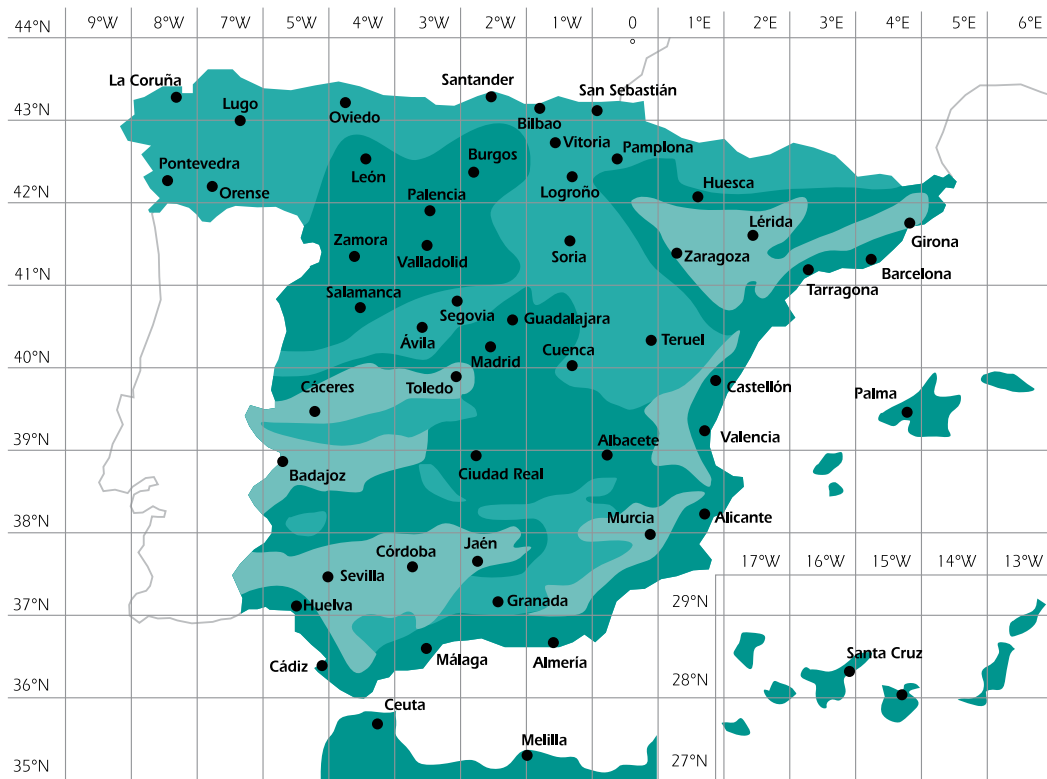 44°N 9°W 8°W 7°W 6°W 5°W 4°W 3°W 2°W 1°W 0° 1°E 2°E 3°E 4°E 5°E 6°E
La Coruña
Santander
San Sebastián
43°N
Lugo
Oviedo
Bilbao
Vitoria
Pamplona
Pontevedra
Burgos
42°N
León
Orense
Palencia
Logroño
Huesca
Lérida
Zamora
Valladolid
Soria
Zaragoza
Girona
41°N
Barcelona
Tarragona
Salamanca
Segovia
Guadalajara
Ávila
Teruel
40°N
Madrid
Cuenca
Cáceres
Toledo
Castellón
Palma
39°N
Albacete
Valencia
Badajoz
Ciudad Real
38°N
Murcia
Alicante
Córdoba
Jaén
17°W 16°W 15°W 14°W 13°W
Sevilla
37°N
Huelva
Granada
29°N
Cádiz
Málaga
Almería
Santa Cruz
36°N
28°N
Ceuta
Melilla
35°N
27°N